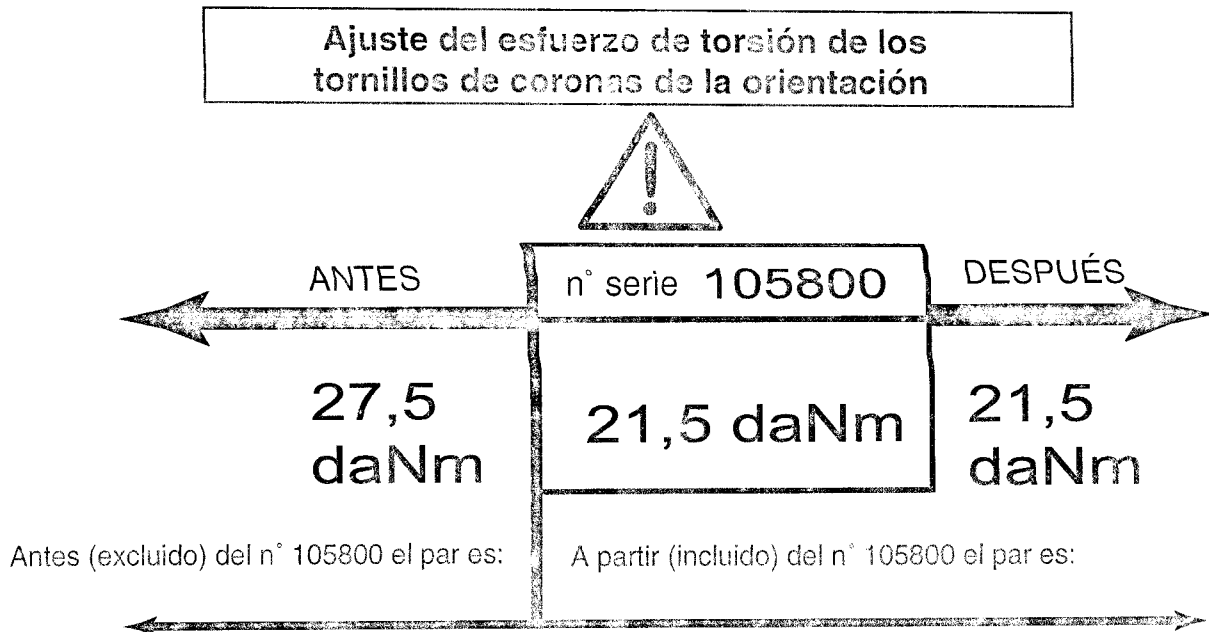 Ajuste del esfuerzo de torsión de los
tornillos de coronas de la orientación
!
ANTES
n° serie 105800
DESPUÉS
27,5
daNm
21,5 daNm
21,5
daNm
Antes (excluido) del n° 105800 el par es:
A partir (incluido) del n° 105800 el par es: